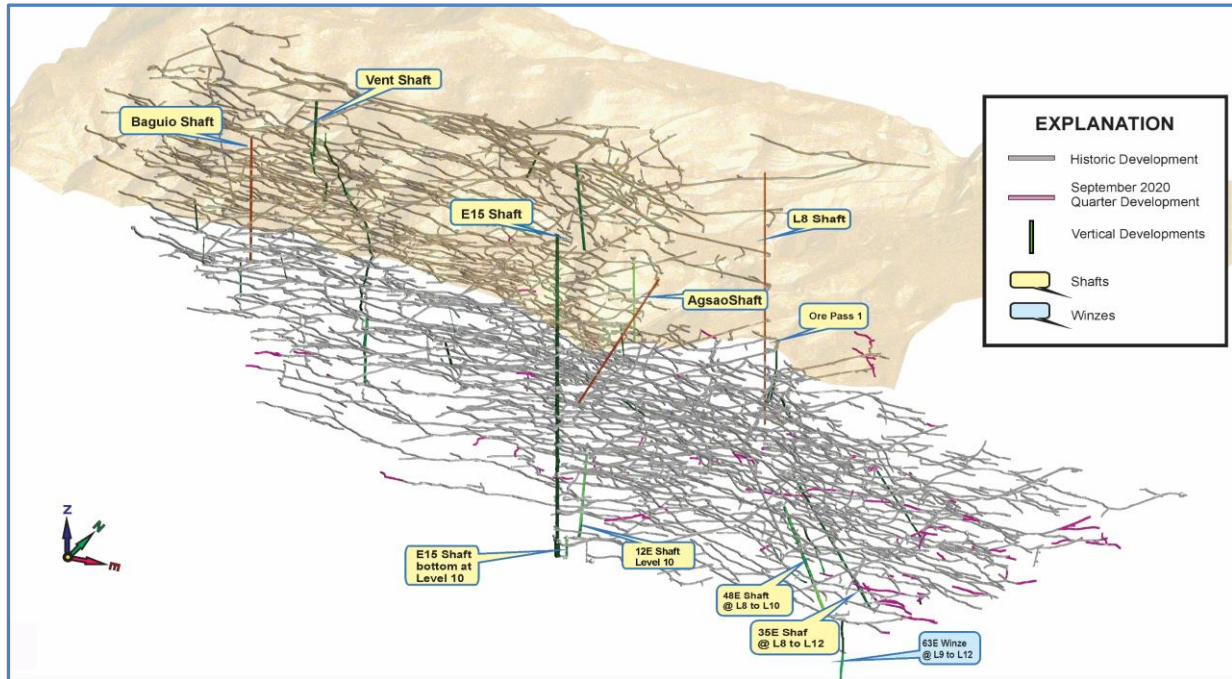 Vent Shaft
Baguio Shaft
E15 Shaft
L8 Shaft
AgsaoShaft
Ore Pass 1
E15 Shaft
bottom at
Level 10
12E Shaft
Level 10
48E Shaft
@ L8 to L10
35E Shaf
@ L8 to L12
63E Winze
@ L9 to L12
Z
N
E
EXPLANATION
Historic Development
September 2020
Quarter Development
Vertical Developments
Shafts
Winzes